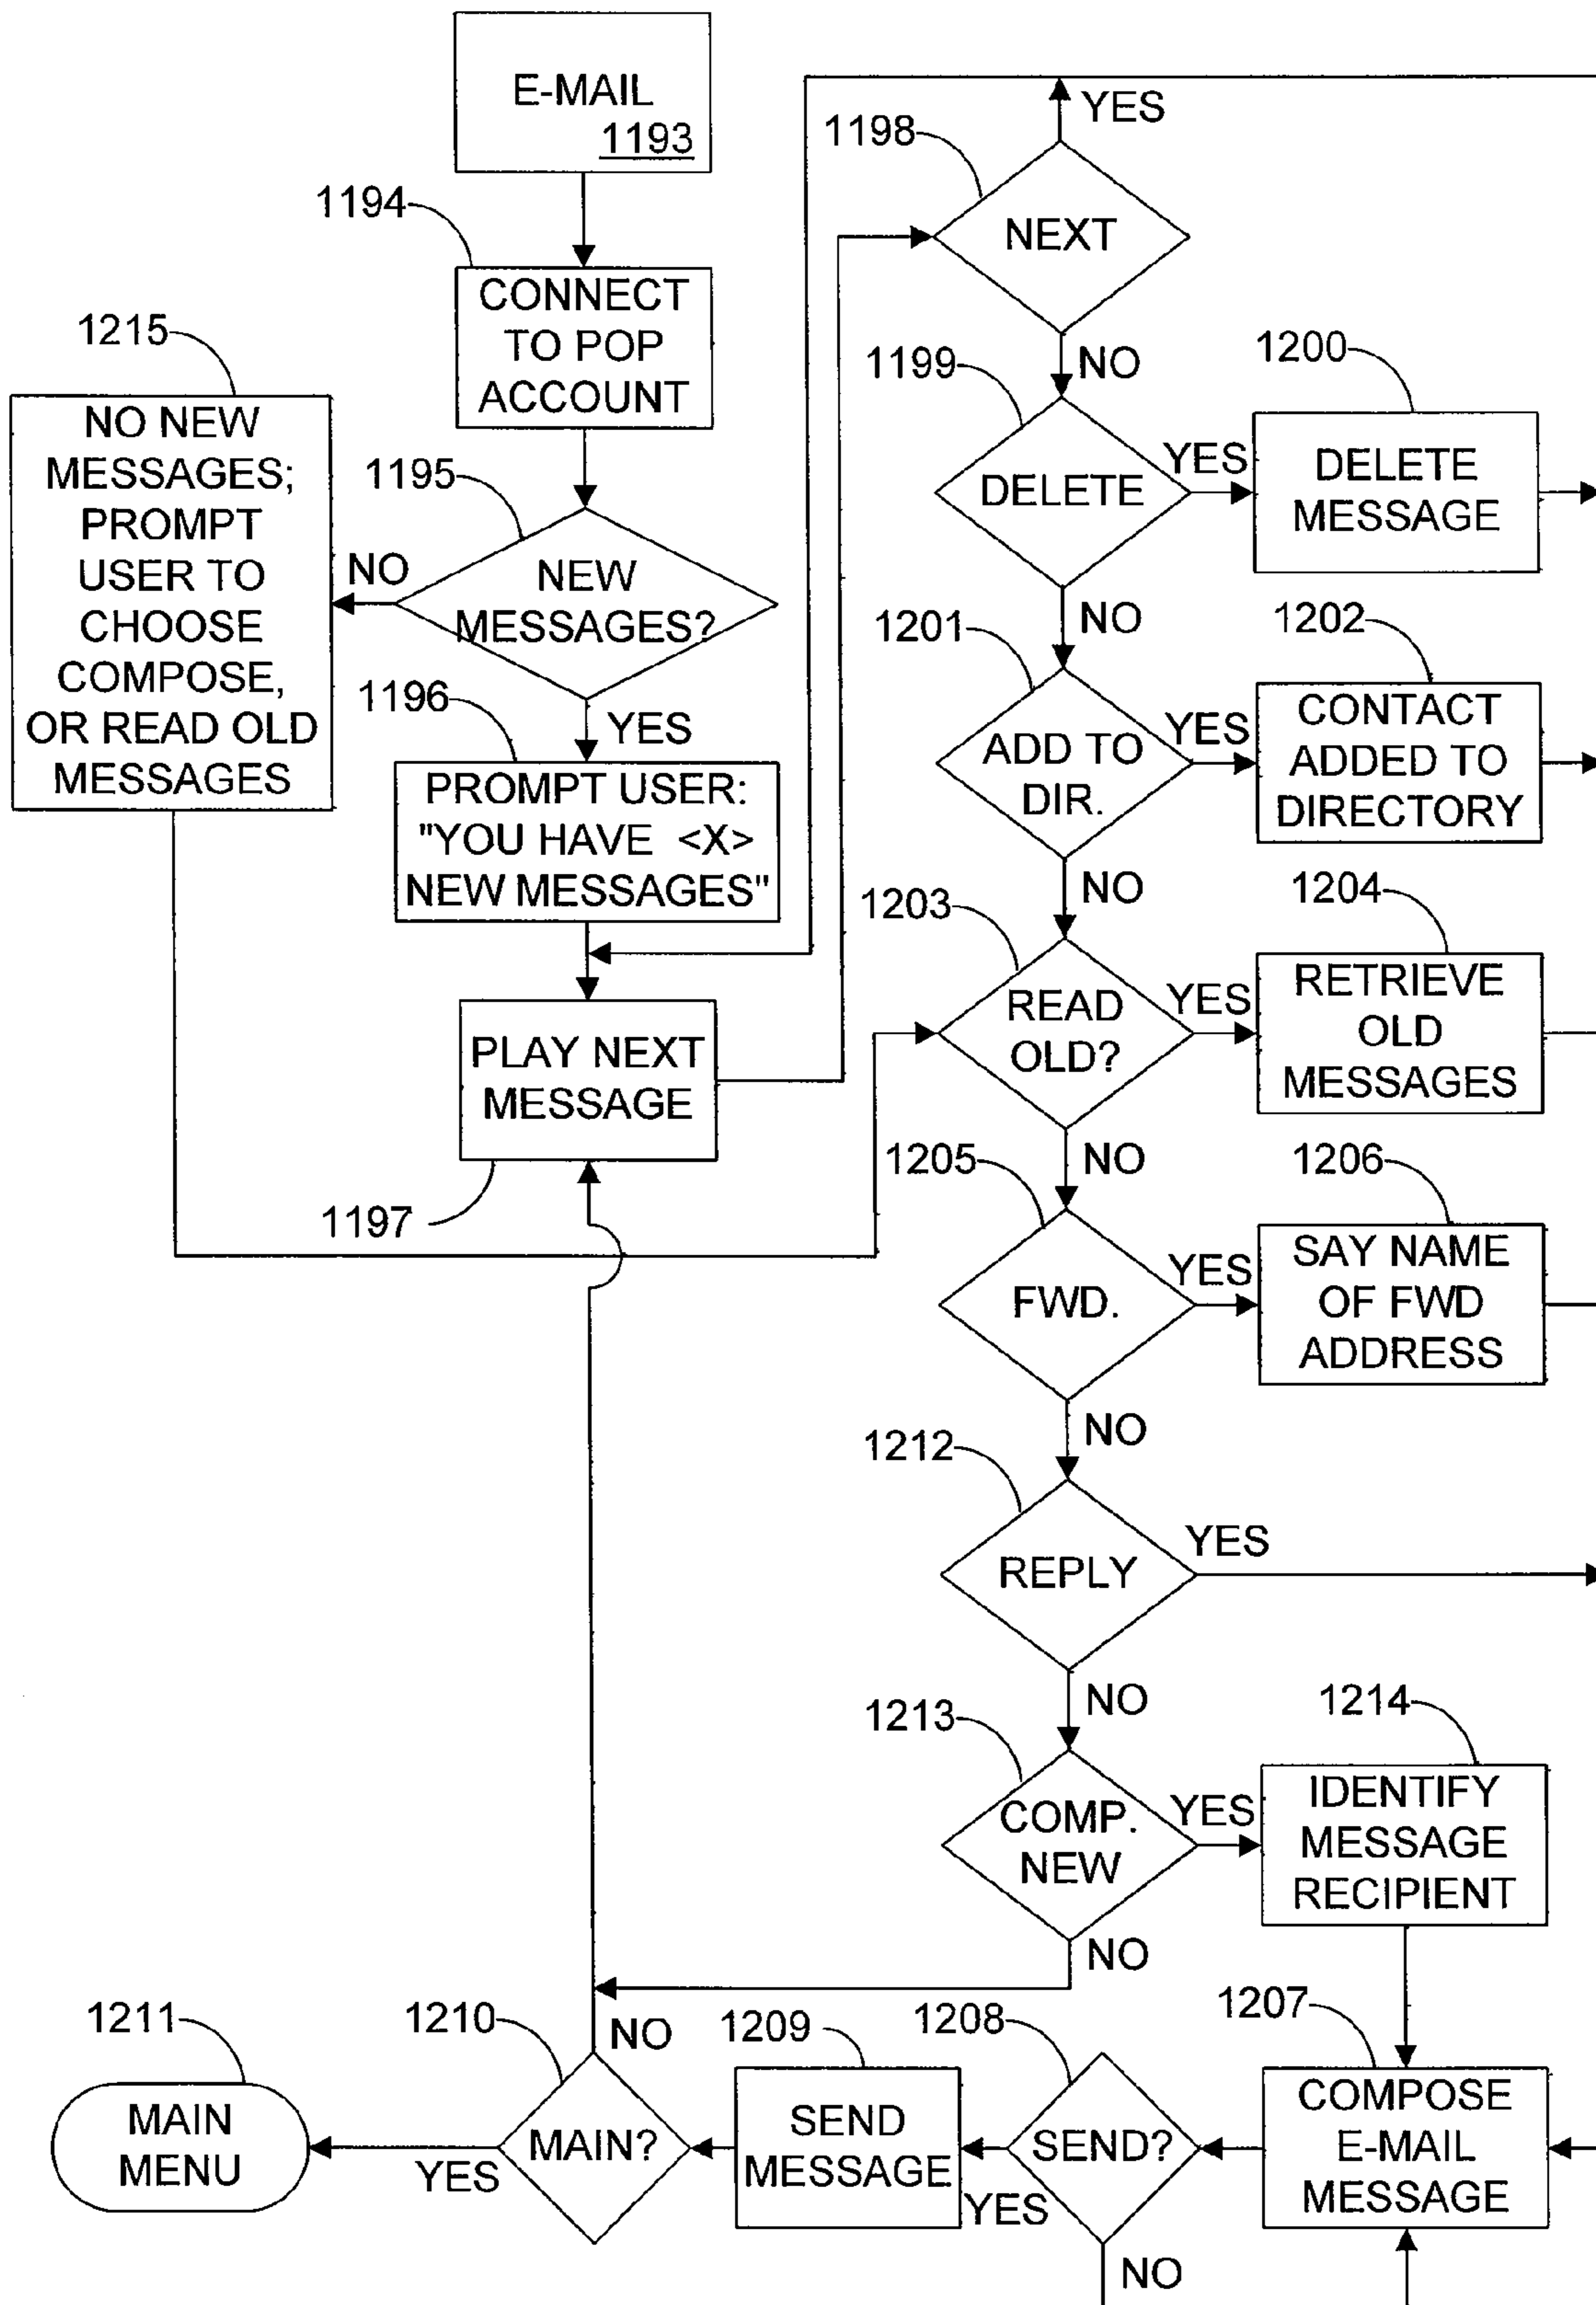 E-MAIL
1193
1194
CONNECT
TO POP
ACCOUNT
1215
NO NEW
MESSAGES;
PROMPT
USER TO
CHOOSE
COMPOSE,
OR READ OLD
MESSAGES
1195
NO
NEW
MESSAGES?
YES
1196
PROMPT USER:
"YOU HAVE <X>
NEW MESSAGES"
PLAY NEXT
MESSAGE
1197
YES
1198
NEXT
NO
1199
DELETE
YES
1200
DELETE
MESSAGE
NO
1201
ADD TO
DIR.
YES
1202
CONTACT
ADDED TO
DIRECTORY
NO
1203
READ
OLD?
YES
1204
RETRIEVE
OLD
MESSAGES
NO
1205
FWD.
YES
1206
SAY NAME
OF FWD
ADDRESS
NO
1212
REPLY
YES
NO
1213
COMP.
NEW
YES
1214
IDENTIFY
MESSAGE
RECIPIENT
NO
1207
COMPOSE
E-MAIL
MESSAGE
1208
SEND?
YES
NO
1209
SEND
MESSAGE
1210
NO
MAIN?
YES
1211
MAIN
MENU